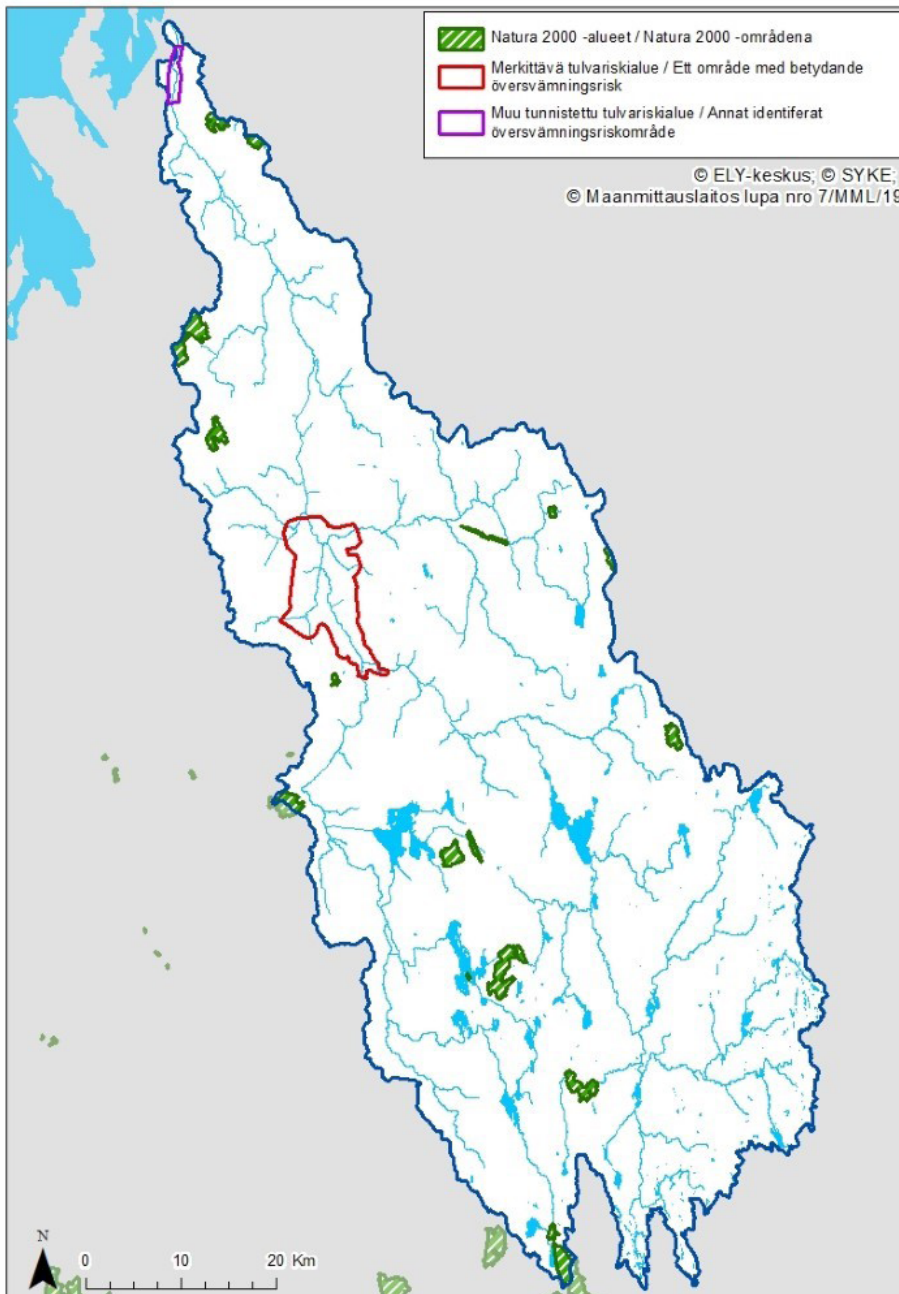 Natura 2000 -alueet / Natura 2000 -områdena
Merkittävä tulvariskialue / Ett område med betydande
översvämningsrisk
Muu tunnistettu tulvariskialue / Annat identiferat
översvämningsriskområde
© ELY-keskus; © SYKE;
© Maanmittauslaitos lupa nro 7/MML/19
N
0 10 20 Km